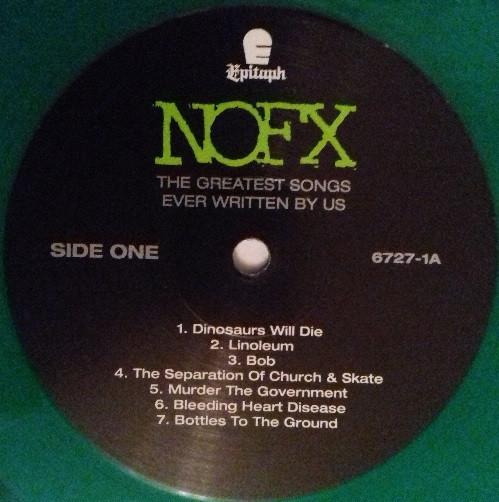 E
Epitaph
NOFX
THE GREATEST SONGS
EVER WRITTEN BY US
SIDE ONE
6727-1A
1. Dinosaurs Will Die
2. Linoleum
3. Bob
4. The Separation Of Church & Skate
5. Murder The Government
6. Bleeding Heart Disease
7. Bottles To The Ground